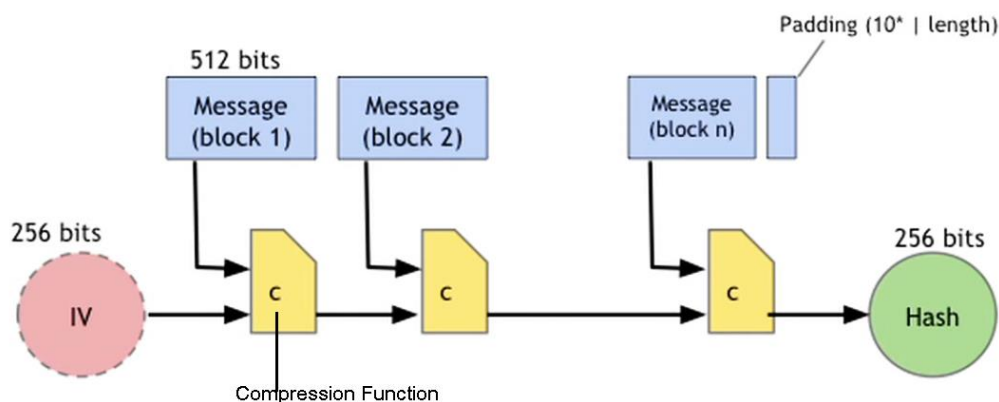 Padding (10* | length)
512 bits
Message
(block 1)
Message
(block 2)
Message
(block n)
256 bits
IV
c
c
c
256 bits
Hash
Compression Function